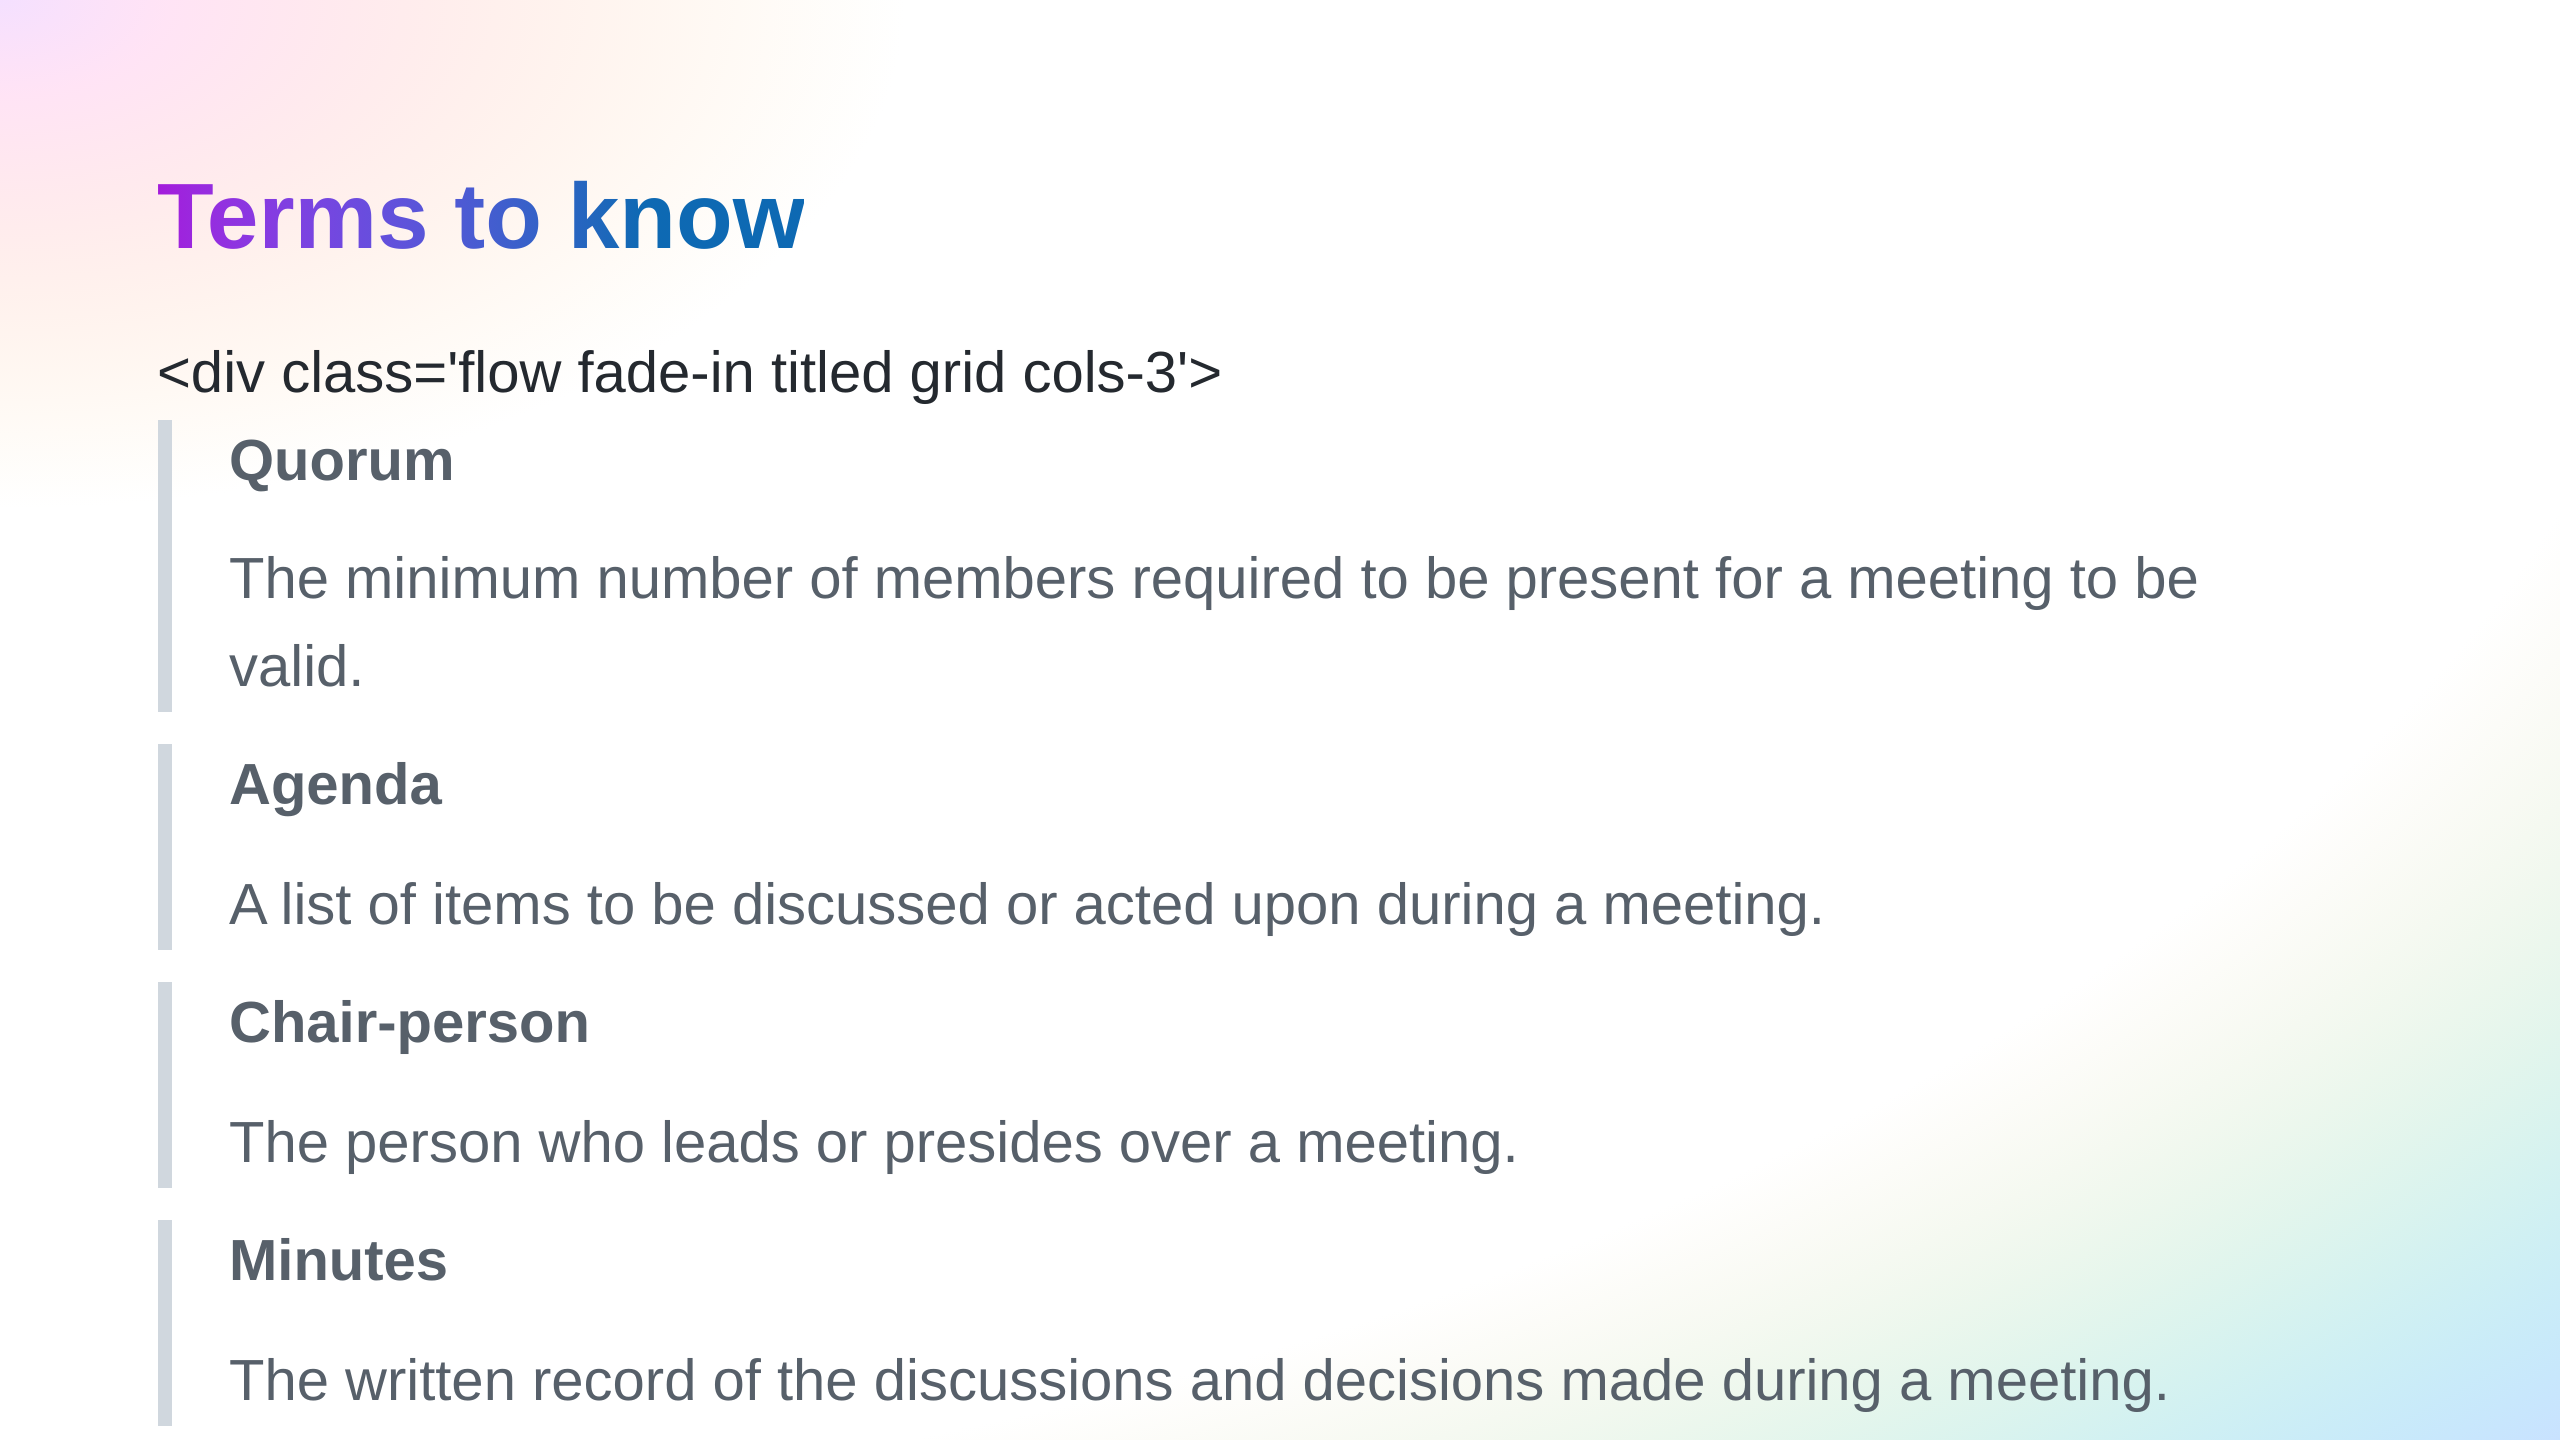 Terms to know
<div class='flow fade-in titled grid cols-3'>
Quorum
The minimum number of members required to be present for a meeting to be
valid.
Agenda
A list of items to be discussed or acted upon during a meeting.
Chair-person
The person who leads or presides over a meeting.
Minutes
The written record of the discussions and decisions made during a meeting.